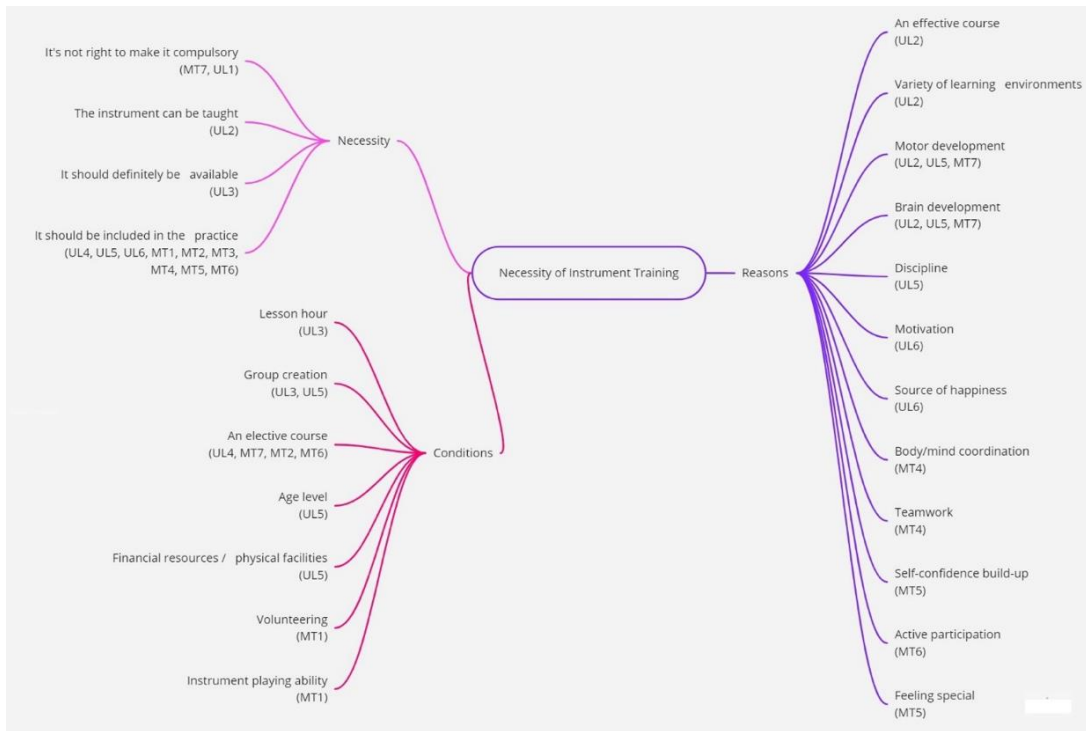 Necessity of Instrument Training
Necessity
It's not right to make it compulsory
(MT7, UL1)
The instrument can be taught
(UL2)
It should definitely be available
(UL3)
It should be included in the practice
(UL4, UL5, UL6, MT1, MT2, MT3,
MT4, MT5, MT6)
Conditions
Lesson hour
(UL3)
Group creation
(UL3, UL5)
An elective course
(UL4, MT7, MT2, MT6)
Age level
(UL5)
Financial resources / physical facilities
(UL5)
Volunteering
(MT1)
Instrument playing ability
(MT1)
Reasons
An effective course
(UL2)
Variety of learning environments
(UL2)
Motor development
(UL2, UL5, MT7)
Brain development
(UL2, UL5, MT7)
Discipline
(UL5)
Motivation
(UL6)
Source of happiness
(UL6)
Body/mind coordination
(MT4)
Teamwork
(MT4)
Self-confidence build-up
(MT5)
Active participation
(MT6)
Feeling special
(MT5)